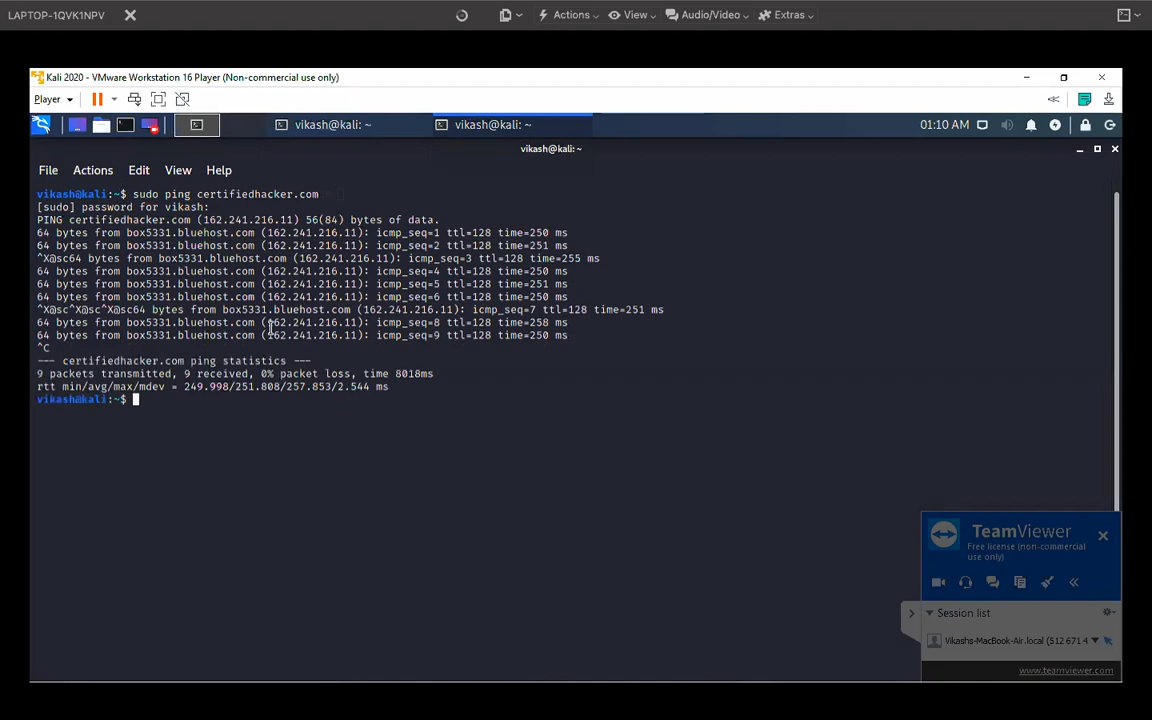 LAPTOP-1QVK1NPV
Actions
View
Audio/Video
Extras
Kali 2020 - VMware Workstation 16 Player (Non-commercial use only)
Player
vikash@kali: ~
vikash@kali: ~
01:10 AM
vikash@kali:~
File Actions Edit View Help
vikash@kali:~$ sudo ping certifiedhacker.com
[sudo] password for vikash:
PING certifiedhacker.com (162.241.216.11) 56(84) bytes of data.
64 bytes from box5331.bluehost.com (162.241.216.11): icmp_seq=1 ttl=128 time=250 ms
64 bytes from box5331.bluehost.com (162.241.216.11): icmp_seq=2 ttl=128 time=251 ms
^X@sc64 bytes from box5331.bluehost.com (162.241.216.11): icmp_seq=3 ttl=128 time=255 ms
64 bytes from box5331.bluehost.com (162.241.216.11): icmp_seq=4 ttl=128 time=250 ms
64 bytes from box5331.bluehost.com (162.241.216.11): icmp_seq=5 ttl=128 time=251 ms
64 bytes from box5331.bluehost.com (162.241.216.11): icmp_seq=6 ttl=128 time=250 ms
^X@sc^X@sc^X@sc64 bytes from box5331.bluehost.com (162.241.216.11): icmp_seq=7 ttl=128 time=251 ms
64 bytes from box5331.bluehost.com (162.241.216.11): icmp_seq=8 ttl=128 time=258 ms
64 bytes from box5331.bluehost.com (162.241.216.11): icmp_seq=9 ttl=128 time=250 ms
^C
--- certifiedhacker.com ping statistics ---
9 packets transmitted, 9 received, 0% packet loss, time 8018ms
rtt min/avg/max/mdev = 249.998/251.808/257.853/2.544 ms
vikash@kali:~$
TeamViewer
Free license (non-commercial
use only)
Session list
Vikashs-MacBook-Air.local (512 671 4
www.teamviewer.com